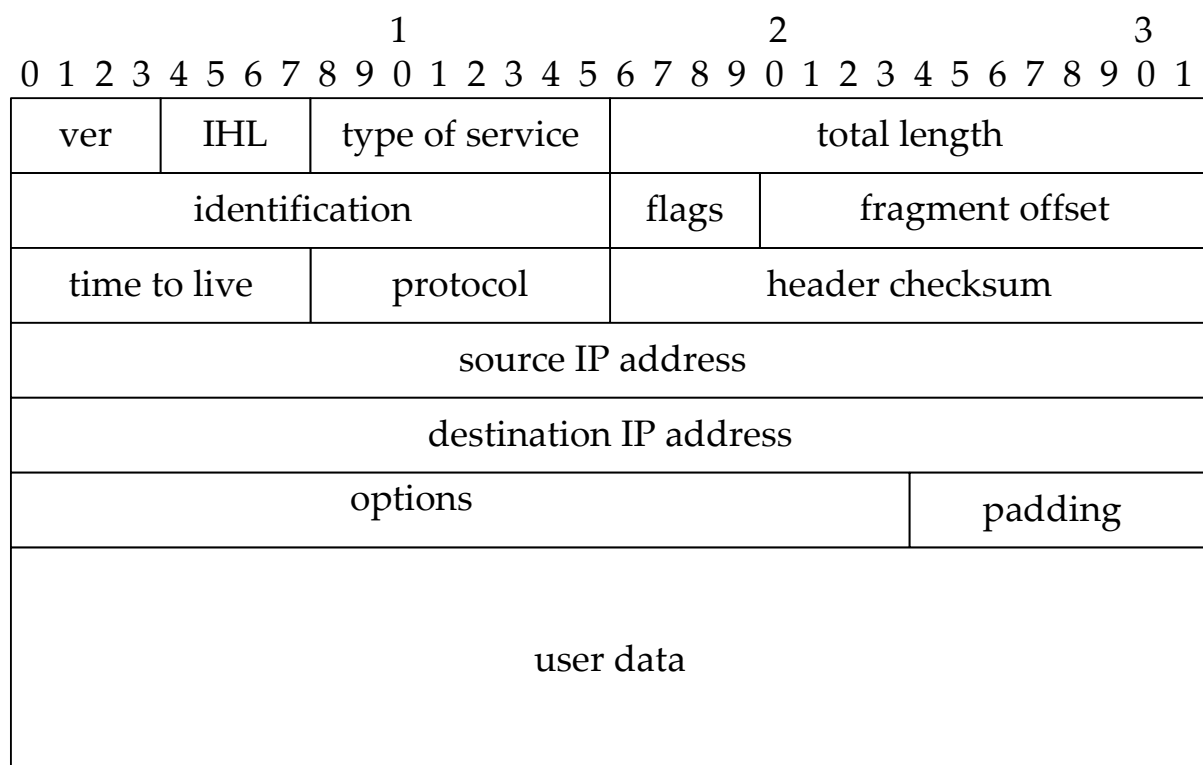 1 2 3
0 1 2 3 4 5 6 7 8 9 0 1 2 3 4 5 6 7 8 9 0 1 2 3 4 5 6 7 8 9 0 1
ver IHL type of service total length
identification flags fragment offset
time to live protocol header checksum
source IP address
destination IP address
options padding
user data